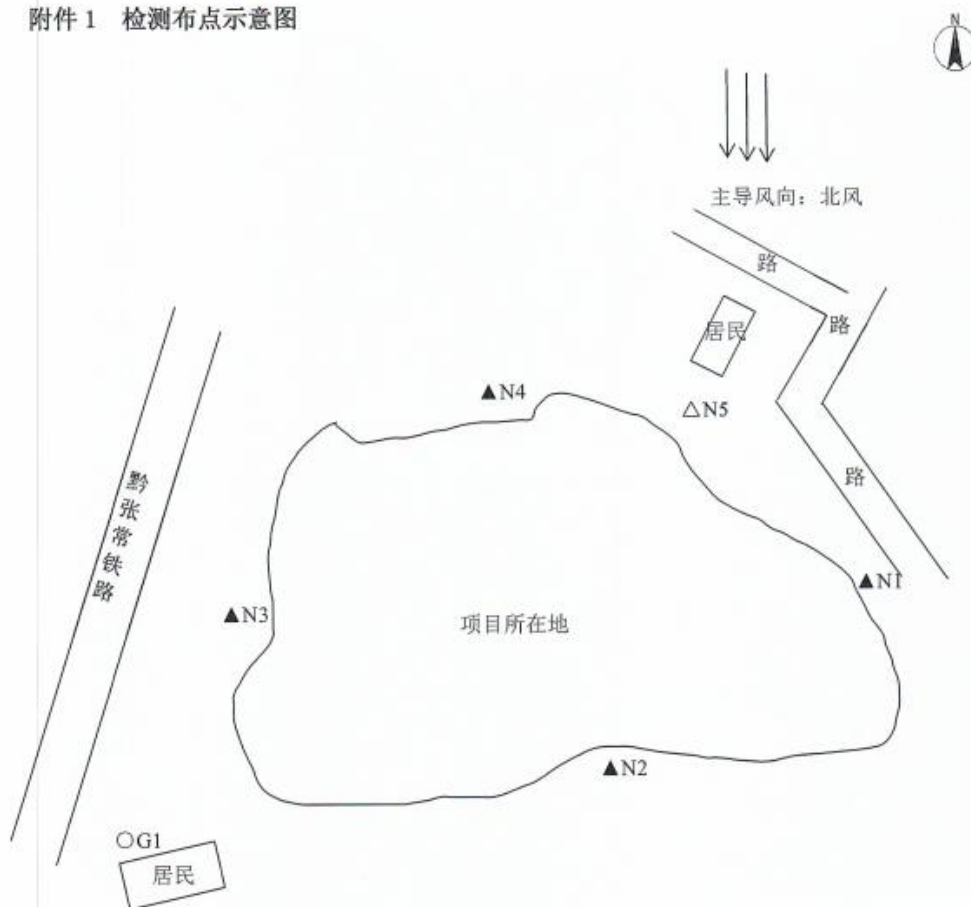 附件 1 检测布点示意图
N
主导风向：北风
路
居民
路
▲N4
△N5
黔张常铁路
路
▲N1
▲N3
项目所在地
▲N2
○G1
居民